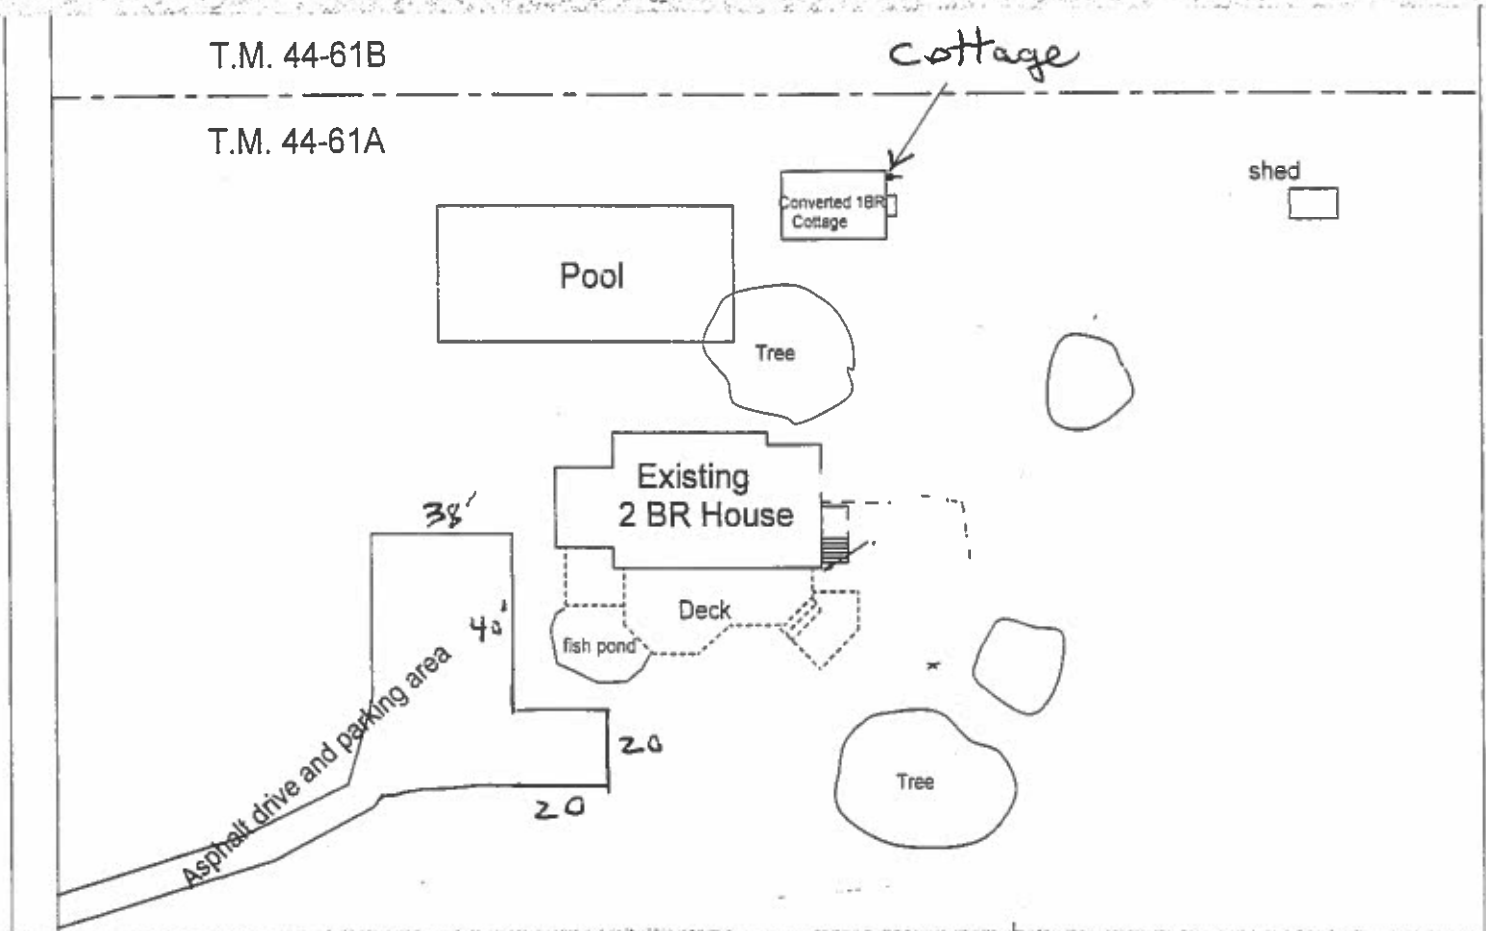 T.M. 44-61B
Cottage
T.M. 44-61A
shed
Converted 1BR
Cottage
Pool
Tree
Existing
2 BR House
38'
40'
Deck
fish pond
Asphalt drive and parking area
20
20
Tree